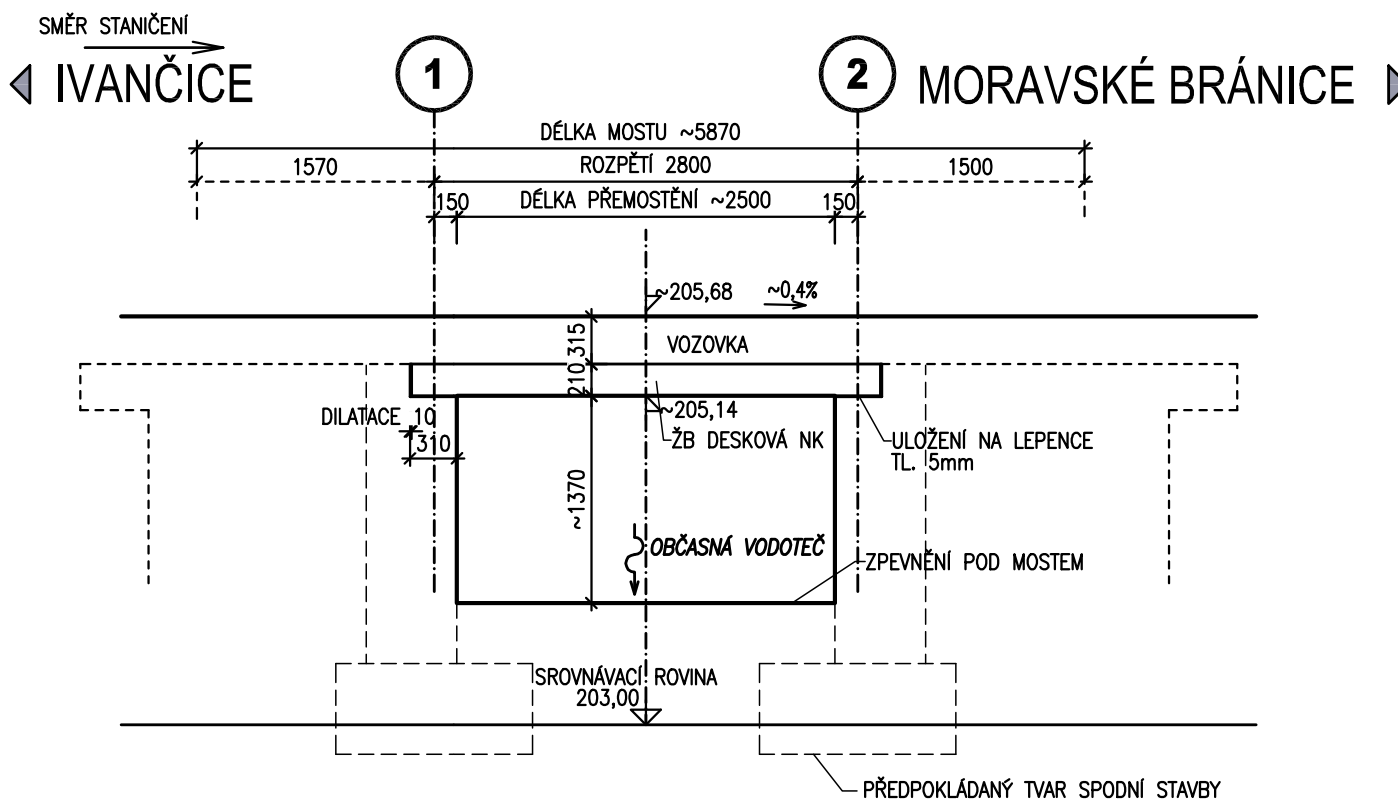 SMĚR STANIČENÍ
IVANČICE
1
2
MORAVSKÉ BRÁNICE
DÉLKA MOSTU ~5870
1570
ROZPĚTÍ 2800
1500
150
DÉLKA PŘEMOSTĚNÍ ~2500
150
~205,68
~0,4%
315
VOZOVKA
210
~205,14
DILATACE 10
310
ŽB DESKOVÁ NK
ULOŽENÍ NA LEPENCE
TL. 5mm
~1370
OBČASNÁ VODOTEČ
ZPEVNĚNÍ POD MOSTEM
SROVNÁVACÍ ROVINA
203,00
PŘEDPOKLÁDANÝ TVAR SPODNÍ STAVBY